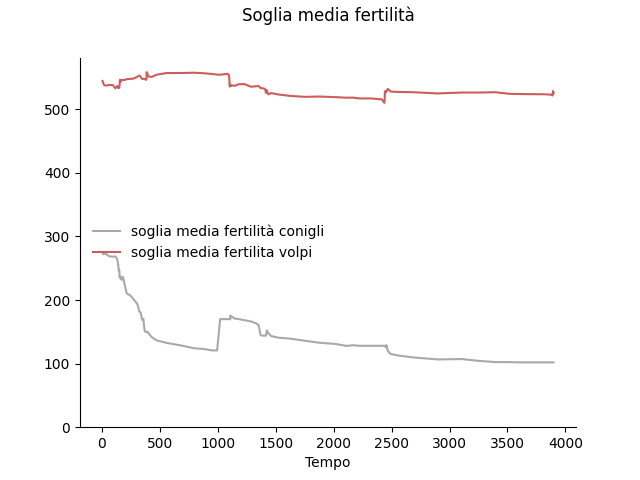 Soglia media fertilità
500
400
300
200
100
0
soglia media fertilità conigli
soglia media fertilita volpi
0 500 1000 1500 2000 2500 3000 3500 4000
Tempo